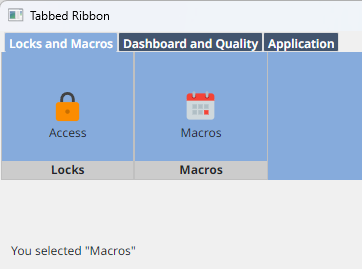 Tabbed Ribbon
Locks and Macros Dashboard and Quality Application
Access Macros
Locks Macros
You selected "Macros"